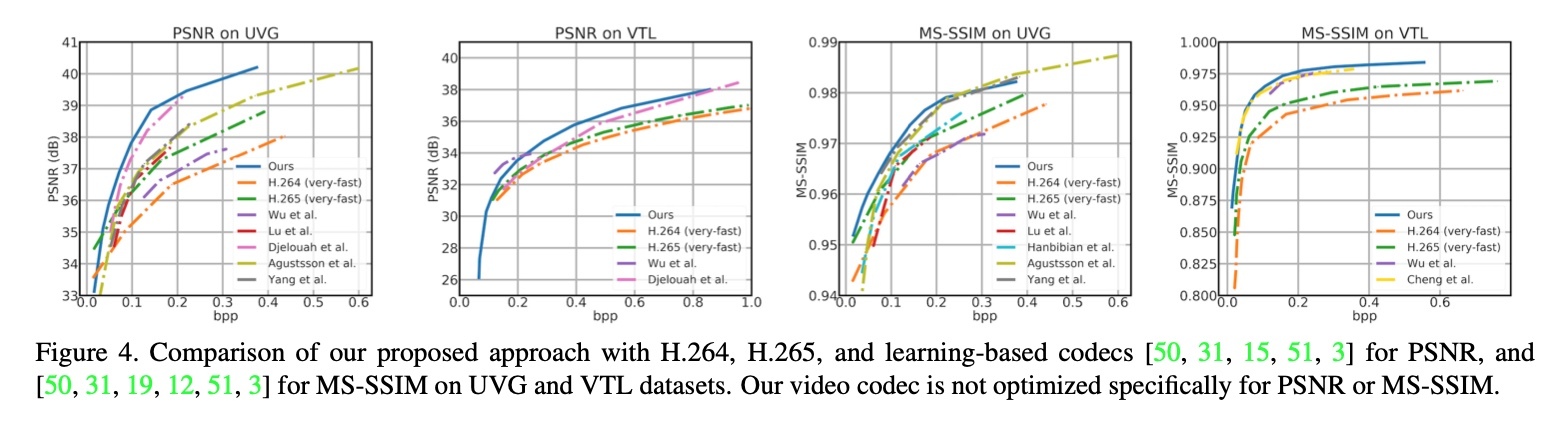 PSNR on UVG
41
40
39
38
37
36
35
34
33
PSNR (dB)
0.0 0.1 0.2 0.3 0.4 0.5 0.6
bpp
Ours
H.264 (very-fast)
H.265 (very-fast)
Wu et al.
Lu et al.
Djelouah et al.
Agustsson et al.
Yang et al.
PSNR on VTL
40
38
36
34
32
30
28
26
PSNR (dB)
0.0 0.2 0.4 0.6 0.8 1.0
bpp
Ours
H.264 (very-fast)
H.265 (very-fast)
Wu et al.
Djelouah et al.
MS-SSIM on UVG
0.99
0.98
0.97
0.96
0.95
0.94
MS-SSIM
0.0 0.1 0.2 0.3 0.4 0.5 0.6
bpp
Ours
H.264 (very-fast)
H.265 (very-fast)
Wu et al.
Lu et al.
Hanbibian et al.
Agustsson et al.
Yang et al.
MS-SSIM on VTL
1.000
0.975
0.950
0.925
0.900
0.875
0.850
0.825
0.800
MS-SSIM
0.0 0.2 0.4 0.6
bpp
Ours
H.264 (very-fast)
H.265 (very-fast)
Wu et al.
Cheng et al.
Figure 4. Comparison of our proposed approach with H.264, H.265, and learning-based codecs [50, 31, 15, 51, 3] for PSNR, and
[50, 31, 19, 12, 51, 3] for MS-SSIM on UVG and VTL datasets. Our video codec is not optimized specifically for PSNR or MS-SSIM.